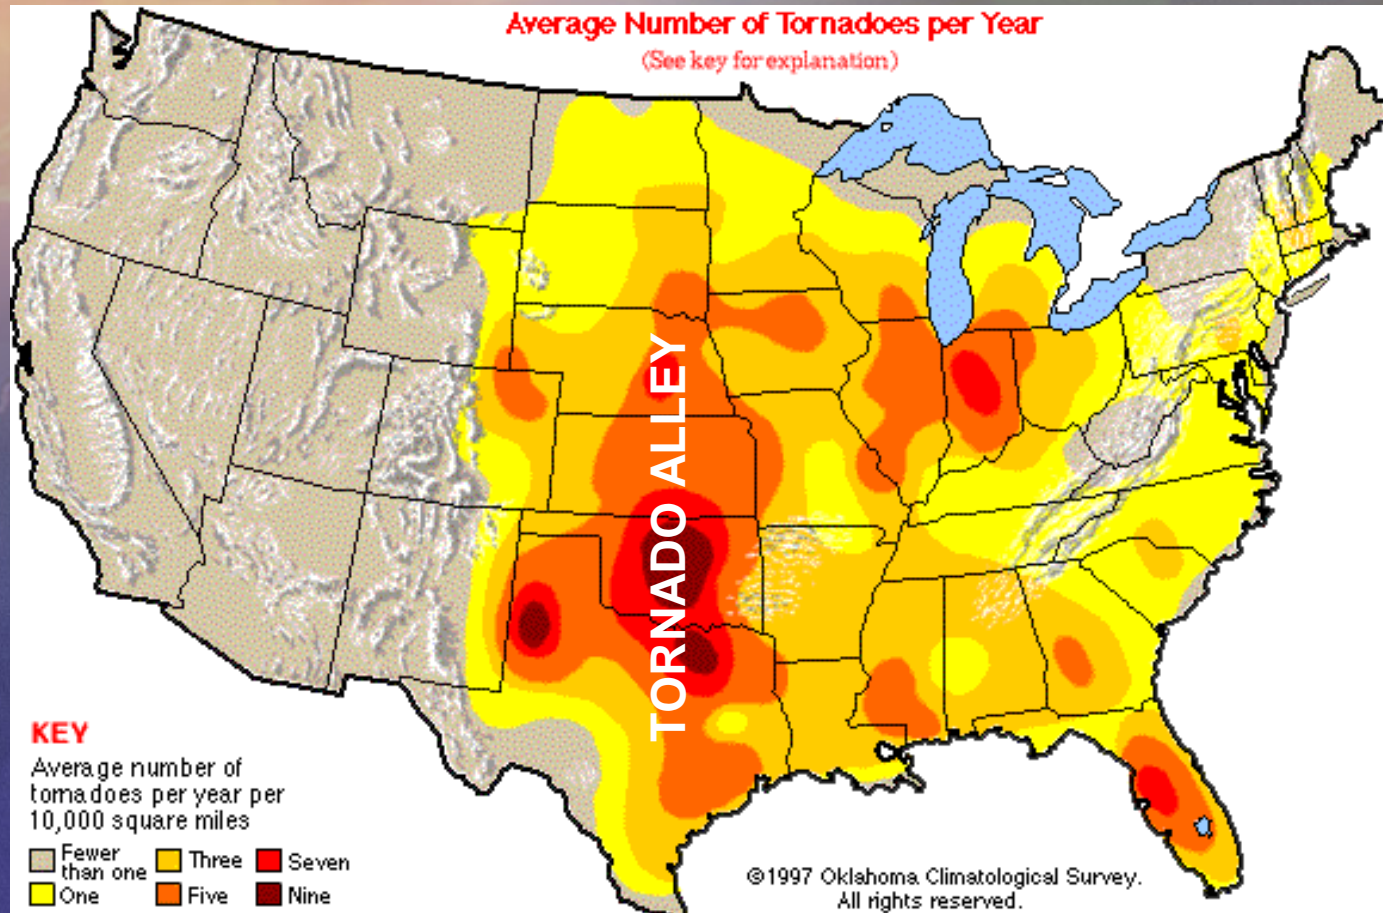 Average Number of Tornadoes per Year
(See key for explanation)
TORNADO ALLEY
KEY
Average number of
tornadoes per year per
10,000 square miles
Fewer
than one
Three
Seven
One
Five
Nine
©1997 Oklahoma Climatological Survey.
All rights reserved.